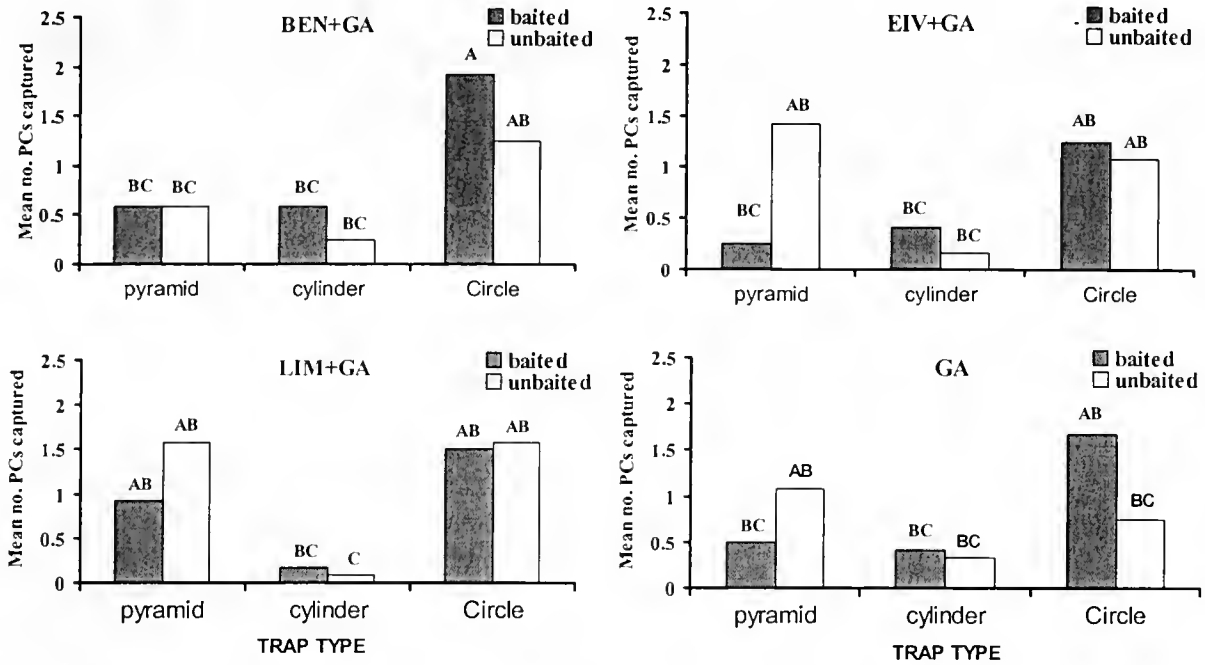 BEN+GA
baited
unbaited
Mean no. PCs captured
2.5
2
1.5
1
0.5
0
BC BC
BC
BC
A
AB
pyramid cylinder Circle
EIV+GA
baited
unbaited
Mean no. PCs captured
2.5
2
1.5
1
0.5
0
BC
AB
BC
BC
AB
AB
pyramid cylinder Circle
LIM+GA
baited
unbaited
Mean no. PCs captured
2.5
2
1.5
1
0.5
0
AB
AB
BC
C
AB AB
pyramid cylinder Circle
TRAP TYPE
GA
baited
unbaited
Mean no. PCs captured
2.5
2
1.5
1
0.5
0
BC
AB
BC
BC
AB
BC
pyramid cylinder Circle
TRAP TYPE